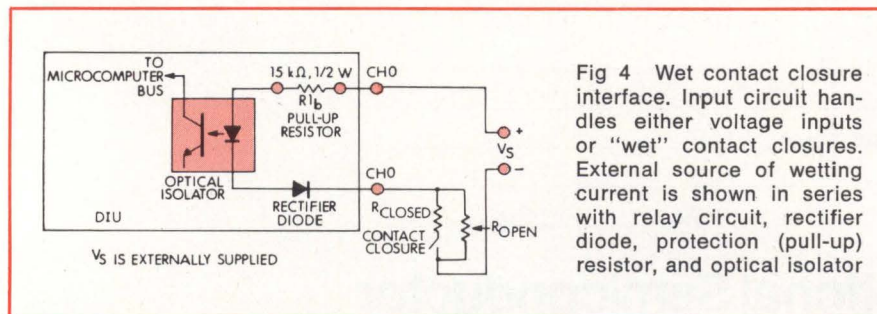 TO
MICROCOMPUTER
BUS
15 kΩ, 1/2 W
CH0
R1b
PULL-UP
RESISTOR
+
VS
−
OPTICAL
ISOLATOR
RECTIFIER
DIODE
CH0
RCLOSED
CONTACT
CLOSURE
ROPEN
DIU
VS IS EXTERNALLY SUPPLIED
Fig 4 Wet contact closure
interface. Input circuit han-
dles either voltage inputs
or "wet" contact closures.
External source of wetting
current is shown in series
with relay circuit, rectifier
diode, protection (pull-up)
resistor, and optical isolator